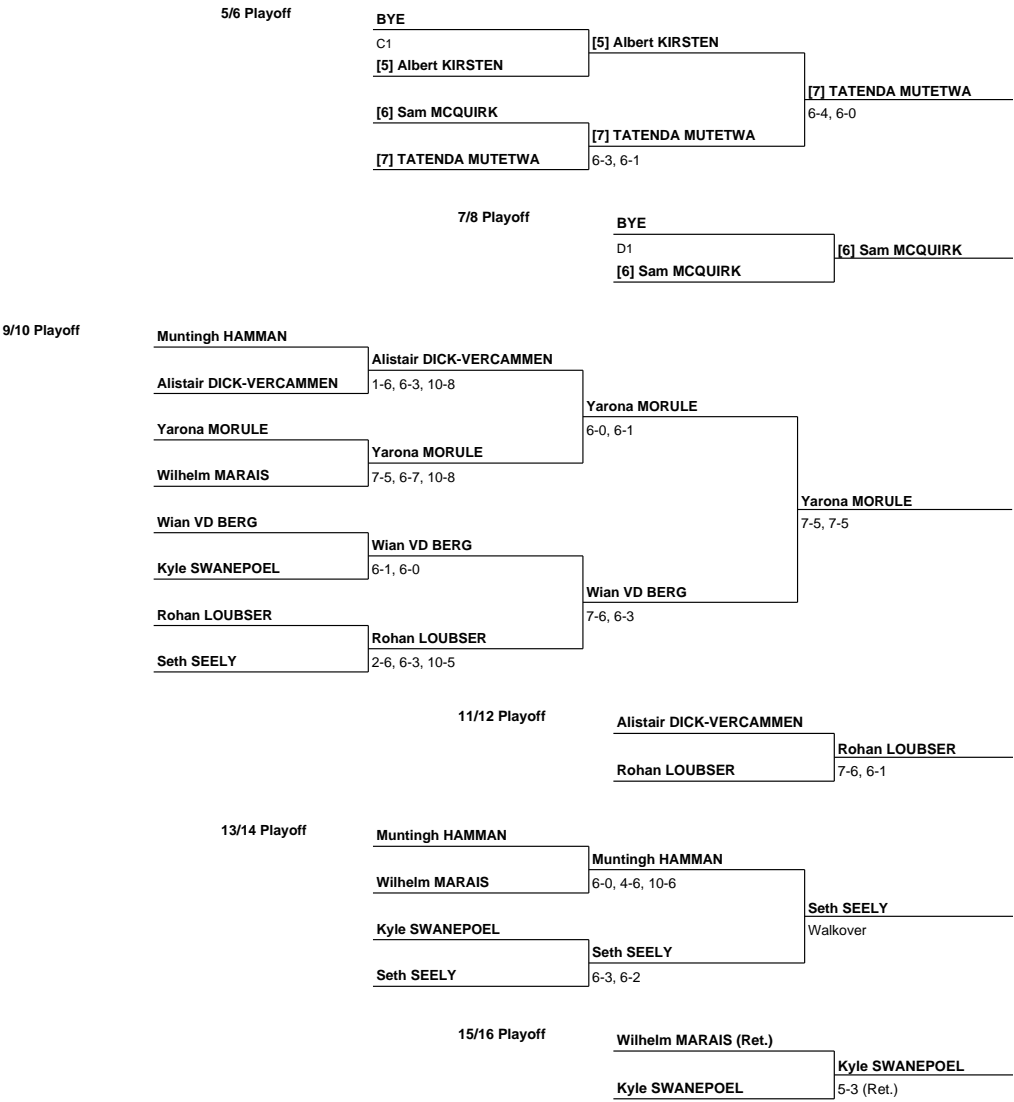 5/6 Playoff
BYE
C1
[5] Albert KIRSTEN
[5] Albert KIRSTEN
[6] Sam MCQUIRK
[7] TATENDA MUTETWA
[7] TATENDA MUTETWA
6-3, 6-1
[7] TATENDA MUTETWA
6-4, 6-0
7/8 Playoff
BYE
D1
[6] Sam MCQUIRK
[6] Sam MCQUIRK
9/10 Playoff
Muntingh HAMMAN
Alistair DICK-VERCAMMEN
Alistair DICK-VERCAMMEN
1-6, 6-3, 10-8
Yarona MORULE
Wilhelm MARAIS
Yarona MORULE
7-5, 6-7, 10-8
Yarona MORULE
6-0, 6-1
Wian VD BERG
Kyle SWANEPOEL
Wian VD BERG
6-1, 6-0
Rohan LOUBSER
Seth SEELY
Rohan LOUBSER
2-6, 6-3, 10-5
Wian VD BERG
7-6, 6-3
Yarona MORULE
7-5, 7-5
11/12 Playoff
Alistair DICK-VERCAMMEN
Rohan LOUBSER
Rohan LOUBSER
7-6, 6-1
13/14 Playoff
Muntingh HAMMAN
Wilhelm MARAIS
Muntingh HAMMAN
6-0, 4-6, 10-6
Kyle SWANEPOEL
Seth SEELY
Seth SEELY
6-3, 6-2
Seth SEELY
Walkover
15/16 Playoff
Wilhelm MARAIS (Ret.)
Kyle SWANEPOEL
Kyle SWANEPOEL
5-3 (Ret.)